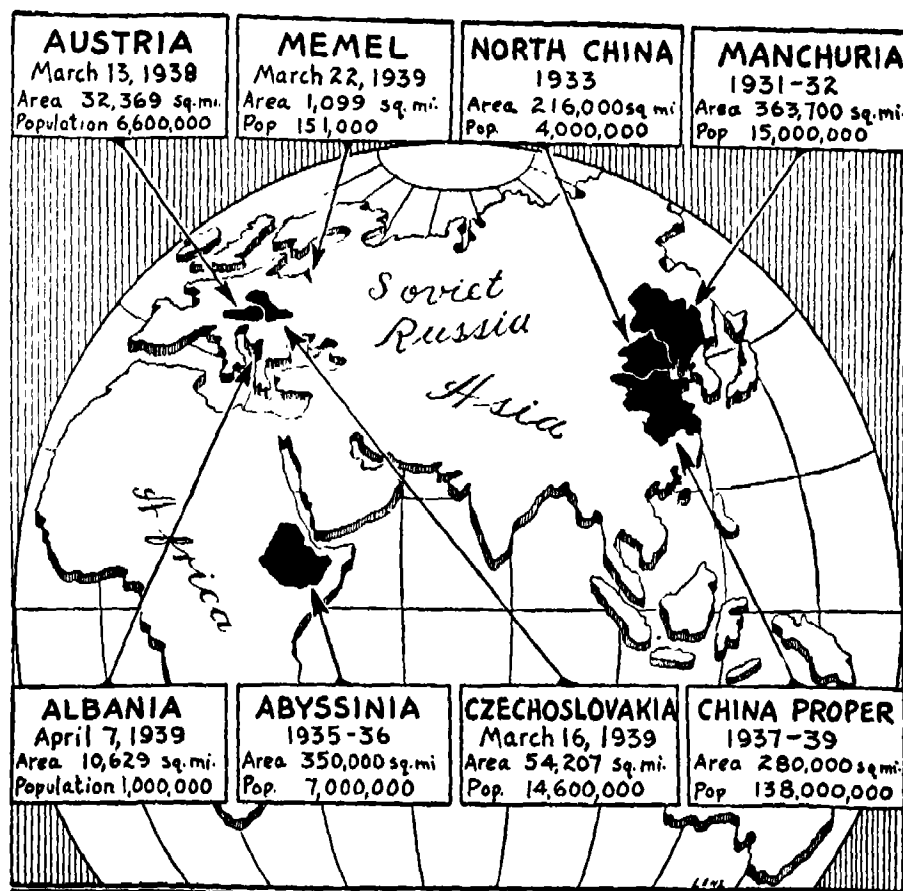 AUSTRIA
March 13, 1938
Area 32,369 sq.mi.
Population 6,600,000
MEMEL
March 22, 1939
Area 1,099 sq.mi.
Pop 151,000
NORTH CHINA
1933
Area 216,000 sq.mi
Pop. 4,000,000
MANCHURIA
1931-32
Area 363,700 sq.mi.
Pop 15,000,000
Soviet
Russia
Asia
Africa
ALBANIA
April 7, 1939
Area 10,629 sq.mi.
Population 1,000,000
ABYSSINIA
1935-36
Area 350,000 sq.mi
Pop. 7,000,000
CZECHOSLOVAKIA
March 16, 1939
Area 54,207 sq.mi.
Pop. 14,600,000
CHINA PROPER
1937-39
Area 280,000 sq.mi
Pop 138,000,000